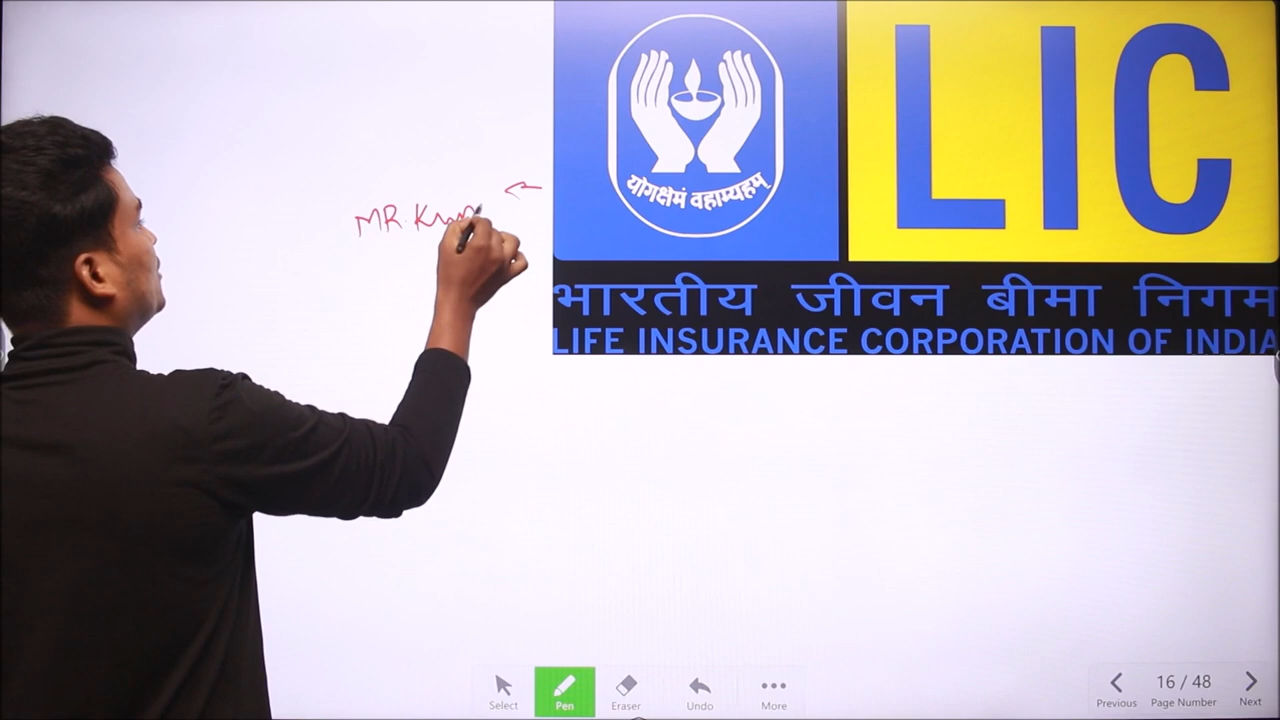 LIC
योगक्षेमं वहाम्यहम्
MR.
भारतीय जीवन बीमा निगम
LIFE INSURANCE CORPORATION OF INDIA
Select
Pen
Eraser
Undo
More
Previous
16 / 48
Page Number
Next